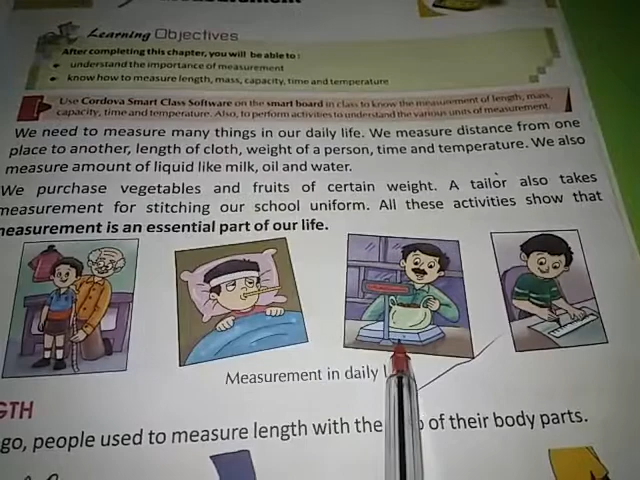 Learning Objectives
After completing this chapter, you will be able to :
understand the importance of measurement
know how to measure length, mass, capacity, time and temperature
Use Cordova Smart Class Software on the smart board in class to know the measurement of length, mass,
capacity, time and temperature. Also, to perform activities to understand the various units of measurement.
We need to measure many things in our daily life. We measure distance from one
place to another, length of cloth, weight of a person, time and temperature. We also
measure amount of liquid like milk, oil and water.
We purchase vegetables and fruits of certain weight. A tailor also takes
measurement for stitching our school uniform. All these activities show that
measurement is an essential part of our life.
Measurement in daily
GTH
go, people used to measure length with the of their body parts.